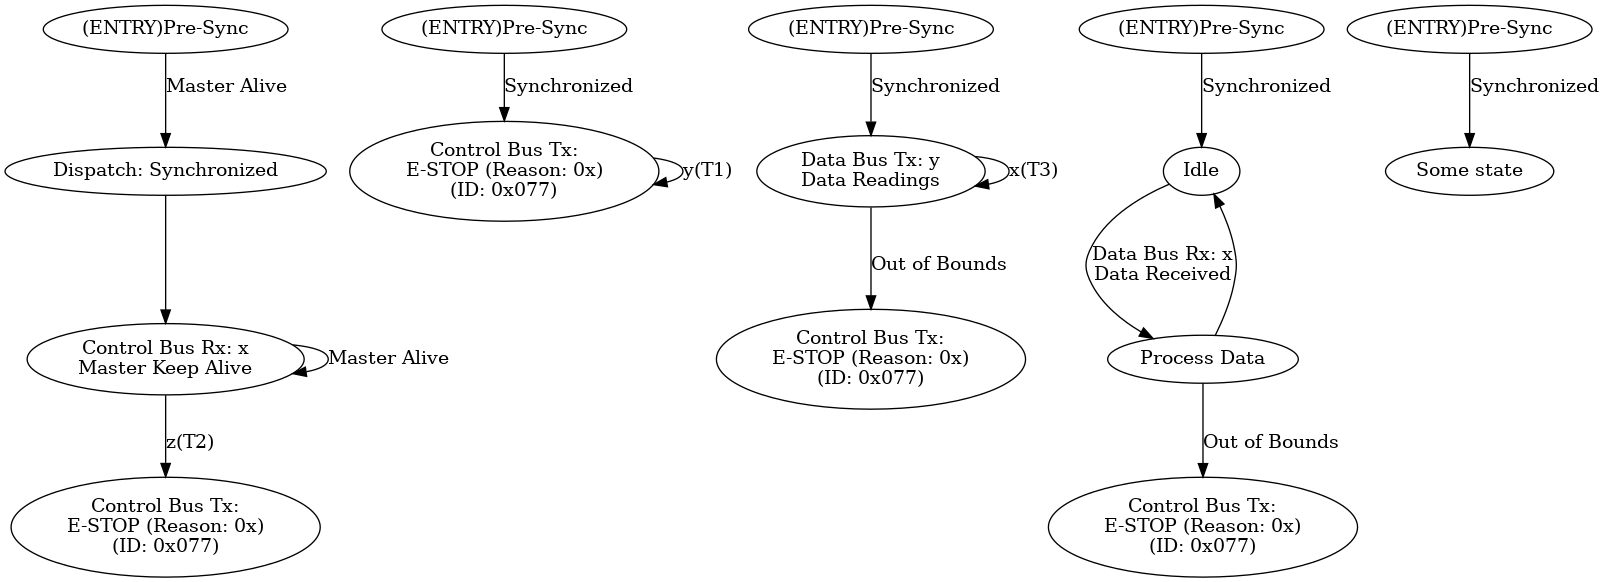 (ENTRY)Pre-Sync
Master Alive
Dispatch: Synchronized
Control Bus Rx: x
Master Keep Alive
Master Alive
z(T2)
Control Bus Tx:
E-STOP (Reason: 0x)
(ID: 0x077)
(ENTRY)Pre-Sync
Synchronized
Control Bus Tx:
E-STOP (Reason: 0x)
(ID: 0x077)
y(T1)
(ENTRY)Pre-Sync
Synchronized
Data Bus Tx: y
Data Readings
x(T3)
Out of Bounds
Control Bus Tx:
E-STOP (Reason: 0x)
(ID: 0x077)
(ENTRY)Pre-Sync
Synchronized
Idle
Data Bus Rx: x
Data Received
Process Data
Out of Bounds
Control Bus Tx:
E-STOP (Reason: 0x)
(ID: 0x077)
(ENTRY)Pre-Sync
Synchronized
Some state